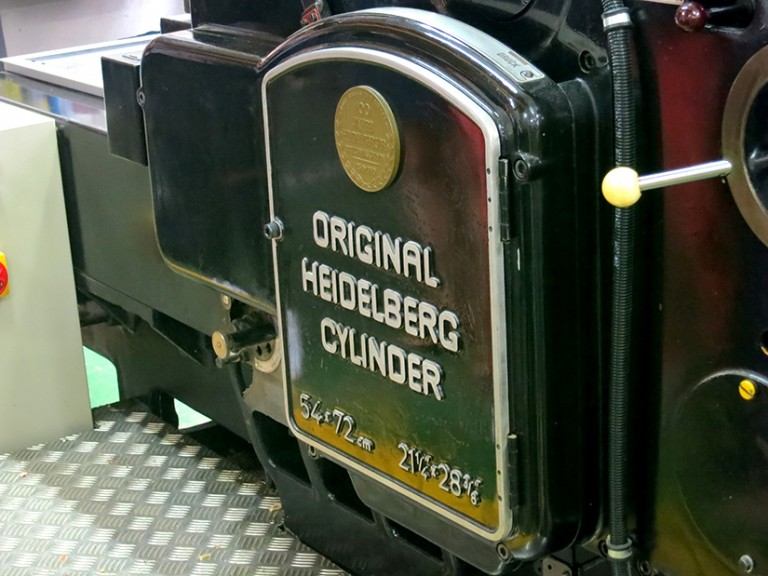 ORIGINAL
HEIDELBERG
CYLINDER
54x72 cm 21¼x28⅜